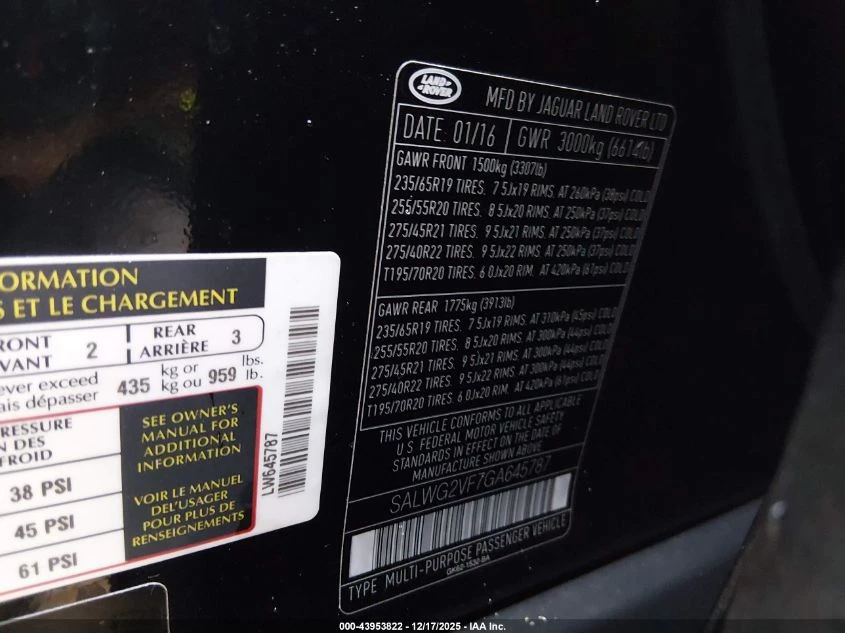 ORMATION
S ET LE CHARGEMENT
RONT
VANT
2
REAR
ARRIÈRE
3
ever exceed
ais dépasser
435
kg or
kg ou
959
lbs.
lb.
RESSURE
N DES
FROID
38 PSI
45 PSI
61 PSI
SEE OWNER'S
MANUAL FOR
ADDITIONAL
INFORMATION
VOIR LE MANUEL
DE L'USAGER
POUR PLUS DE
RENSEIGNEMENTS
LW645787
LAND
ROVER
MFD BY JAGUAR LAND ROVER LTD
DATE: 01/16
GWR 3000kg (6614lb)
GAWR FRONT 1500kg (3307lb)
235/65R19 TIRES. 7 5Jx19 RIMS. AT 260kPa (38psi) COLD
255/55R20 TIRES. 8 5Jx20 RIMS. AT 250kPa (37psi) COLD
275/45R21 TIRES. 9 5Jx21 RIMS. AT 250kPa (37psi) COLD
275/40R22 TIRES. 9 5Jx22 RIMS. AT 250kPa (37psi) COLD
T195/70R20 TIRES. 6 0Jx20 RIM. AT 420kPa (61psi) COLD
GAWR REAR 1775kg (3913lb)
235/65R19 TIRES. 7 5Jx19 RIMS. AT 310kPa (45psi) COLD
255/55R20 TIRES. 8 5Jx20 RIMS. AT 300kPa (44psi) COLD
275/45R21 TIRES. 9 5Jx21 RIMS. AT 300kPa (44psi) COLD
275/40R22 TIRES. 9 5Jx22 RIMS. AT 300kPa (44psi) COLD
T195/70R20 TIRES. 6 0Jx20 RIM. AT 420kPa (61psi) COLD
THIS VEHICLE CONFORMS TO ALL APPLICABLE
U. S. FEDERAL MOTOR VEHICLE SAFETY
STANDARDS IN EFFECT ON THE DATE OF
MANUFACTURE SHOWN ABOVE.
SALWG2VF7GA645787
TYPE MULTI-PURPOSE PASSENGER VEHICLE
GK62-1532-BA
000-43953822 - 12/17/2025 - IAA Inc.